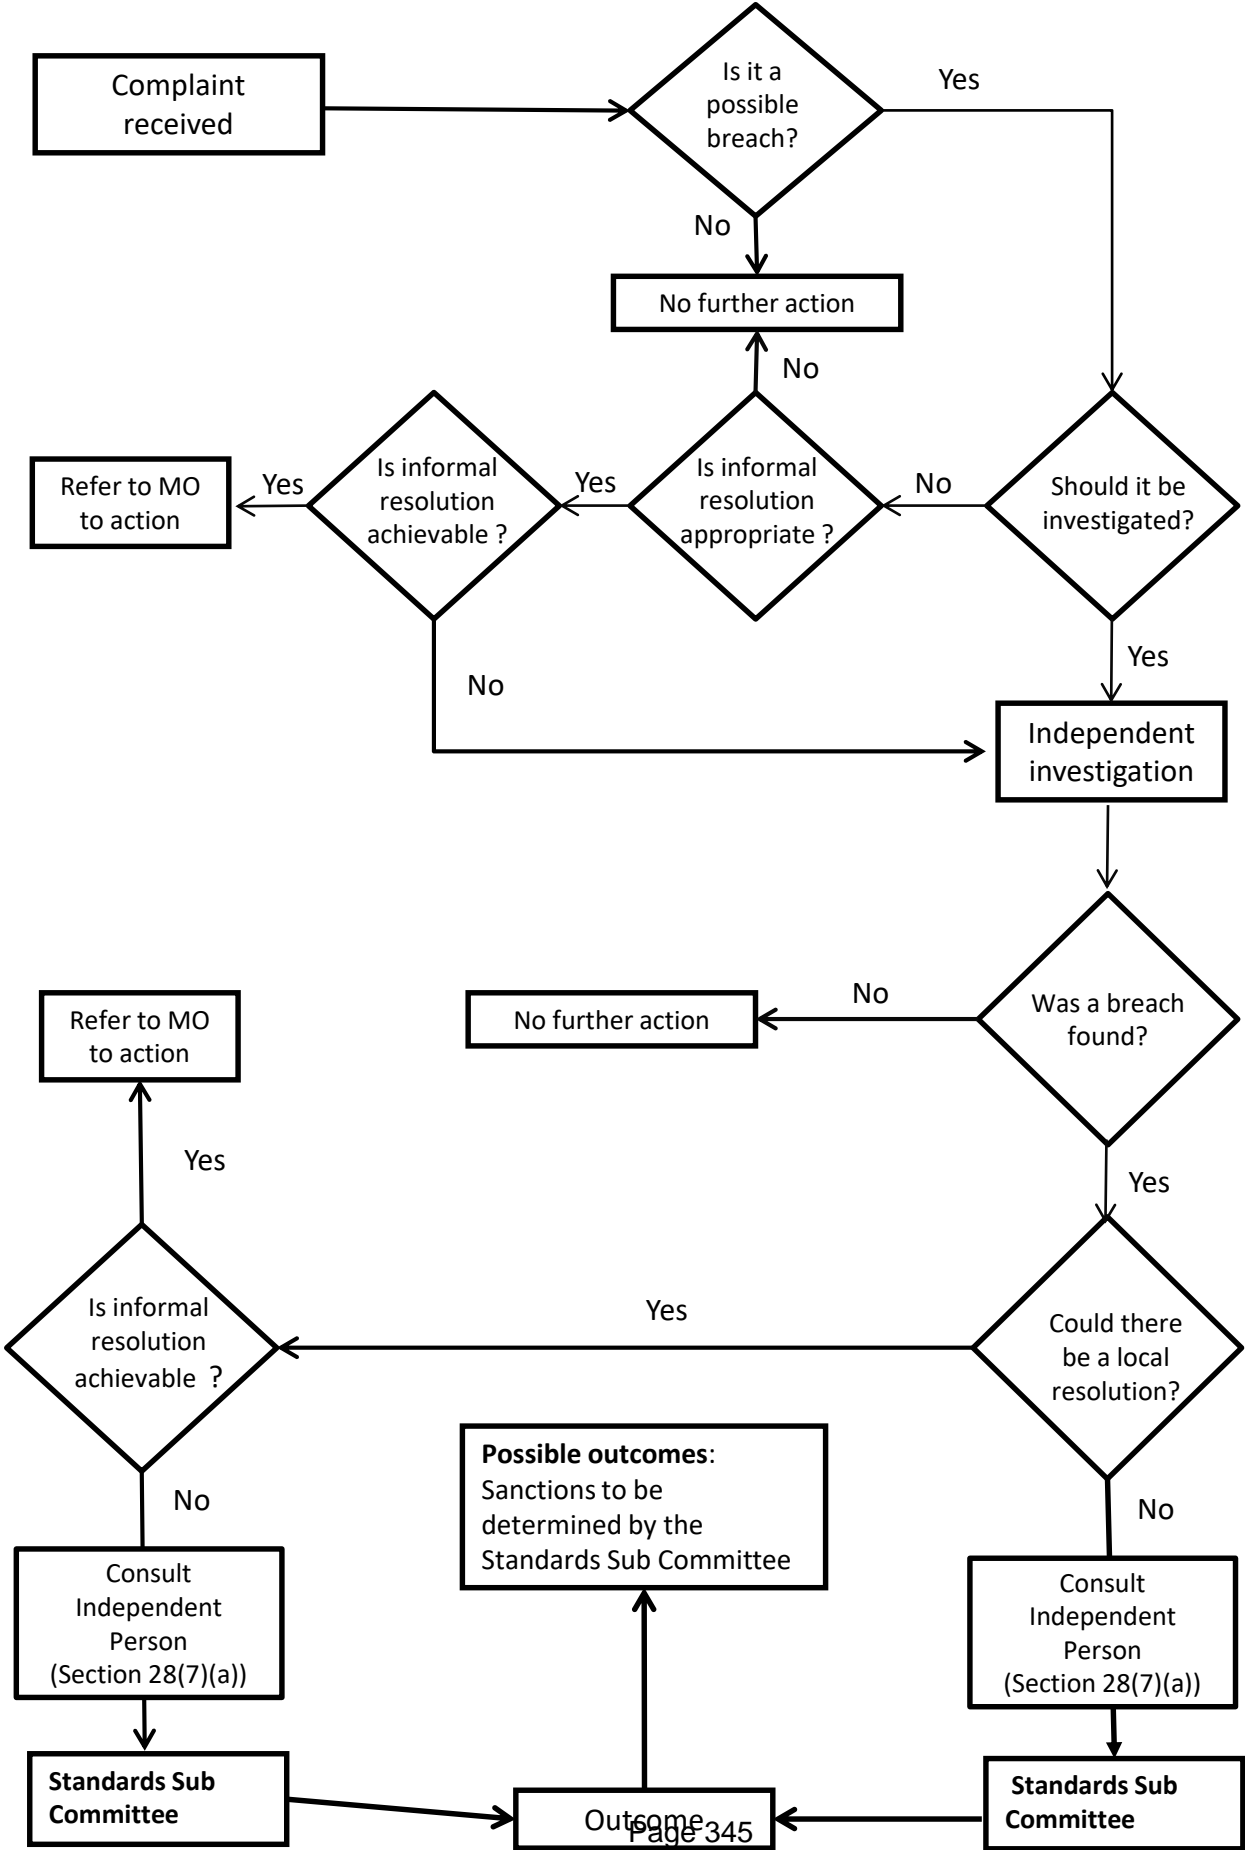 Complaint
received
Is it a
possible
breach?
Yes
No
No further action
No
Refer to MO
to action
Yes
Is informal
resolution
achievable ?
Yes
Is informal
resolution
appropriate ?
No
Should it be
investigated?
No
Yes
Independent
investigation
Refer to MO
to action
No further action
No
Was a breach
found?
Yes
Yes
Is informal
resolution
achievable ?
Yes
Could there
be a local
resolution?
Possible outcomes:
Sanctions to be
determined by the
Standards Sub Committee
No
No
Consult
Independent
Person
(Section 28(7)(a))
Consult
Independent
Person
(Section 28(7)(a))
Standards Sub
Committee
Outcome
Standards Sub
Committee
Page 345